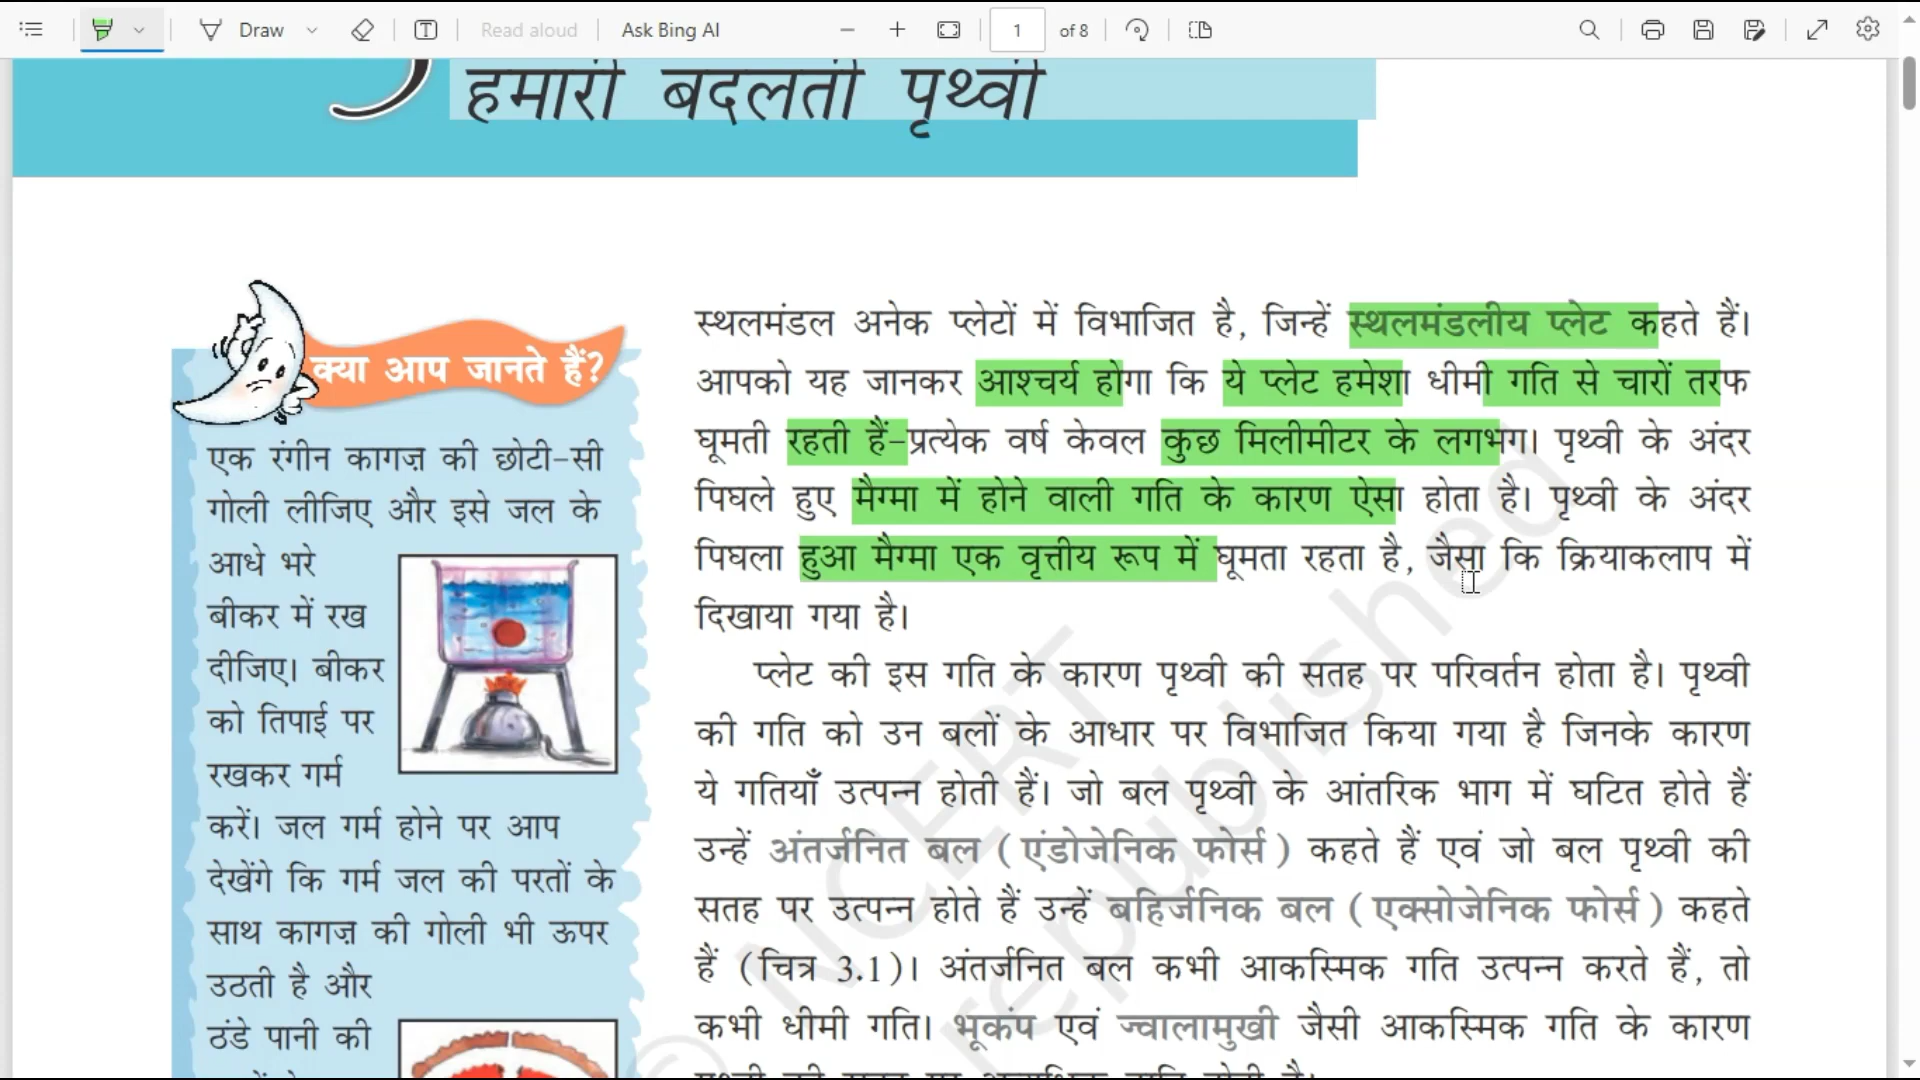 Draw
Read aloud
Ask Bing AI
1
of 8
हमारी बदलती पृथ्वी
क्या आप जानते हैं?
एक रंगीन कागज़ की छोटी-सी
गोली लीजिए और इसे जल के
आधे भरे
बीकर में रख
दीजिए। बीकर
को तिपाई पर
रखकर गर्म
करें। जल गर्म होने पर आप
देखेंगे कि गर्म जल की परतों के
साथ कागज़ की गोली भी ऊपर
उठती है और
ठंडे पानी की
स्थलमंडल अनेक प्लेटों में विभाजित है, जिन्हें स्थलमंडलीय प्लेट कहते हैं।
आपको यह जानकर आश्चर्य होगा कि ये प्लेट हमेशा धीमी गति से चारों तरफ
घूमती रहती हैं-प्रत्येक वर्ष केवल कुछ मिलीमीटर के लगभग। पृथ्वी के अंदर
पिघले हुए मैग्मा में होने वाली गति के कारण ऐसा होता है। पृथ्वी के अंदर
पिघला हुआ मैग्मा एक वृत्तीय रूप में घूमता रहता है, जैसा कि क्रियाकलाप में
दिखाया गया है।
प्लेट की इस गति के कारण पृथ्वी की सतह पर परिवर्तन होता है। पृथ्वी
की गति को उन बलों के आधार पर विभाजित किया गया है जिनके कारण
ये गतियाँ उत्पन्न होती हैं। जो बल पृथ्वी के आंतरिक भाग में घटित होते हैं
उन्हें अंतर्जनित बल (एंडोजेनिक फोर्स) कहते हैं एवं जो बल पृथ्वी की
सतह पर उत्पन्न होते हैं उन्हें बहिर्जनिक बल (एक्सोजेनिक फोर्स) कहते
हैं (चित्र 3.1)। अंतर्जनित बल कभी आकस्मिक गति उत्पन्न करते हैं, तो
कभी धीमी गति। भूकंप एवं ज्वालामुखी जैसी आकस्मिक गति के कारण
© NCERT
republished